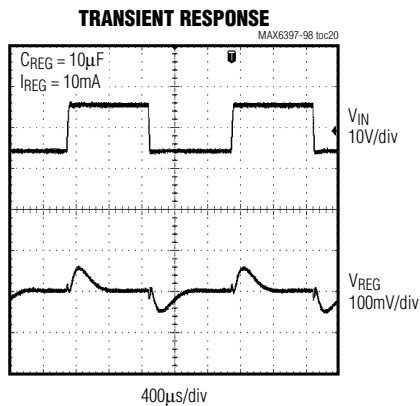 TRANSIENT RESPONSE
MAX6397-98 toc20
CREG = 10µF
IREG = 10mA
T
VIN
10V/div
VREG
100mV/div
400µs/div